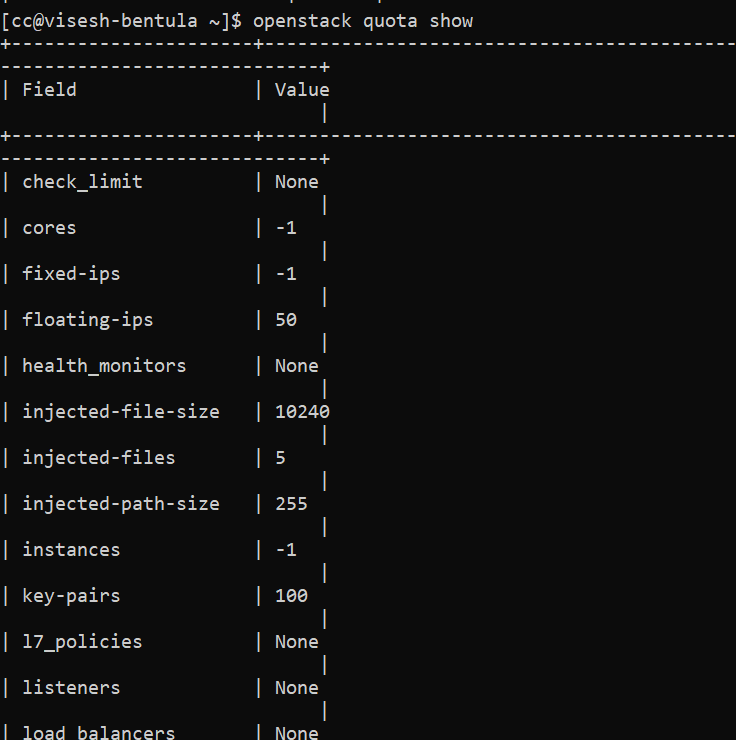 [cc@visesh-bentula ~]$ openstack quota show
+----------------------+-------------------------------------------
-----------------------------+
| Field                | Value
                             |
+----------------------+-------------------------------------------
-----------------------------+
| check_limit          | None
                             |
| cores                | -1
                             |
| fixed-ips            | -1
                             |
| floating-ips         | 50
                             |
| health_monitors      | None
                             |
| injected-file-size   | 10240
                             |
| injected-files       | 5
                             |
| injected-path-size   | 255
                             |
| instances            | -1
                             |
| key-pairs            | 100
                             |
| l7_policies          | None
                             |
| listeners            | None
                             |
| load_balancers       | None